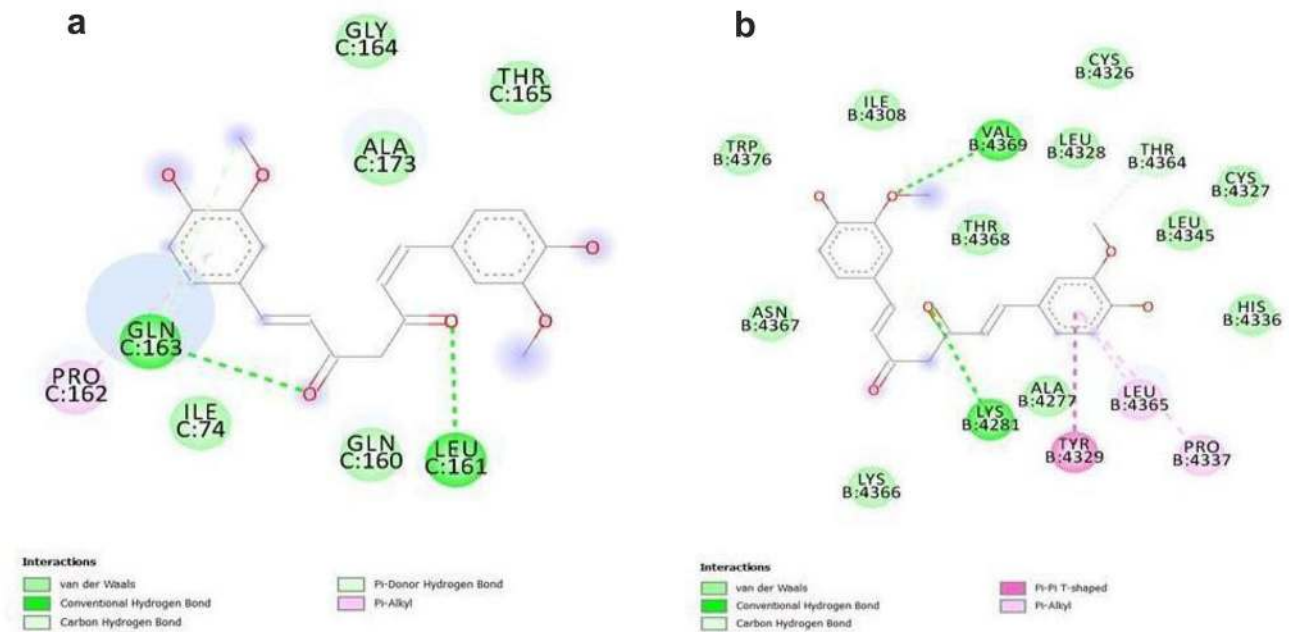 a
GLY
C:164
THR
C:165
ALA
C:173
O
O
O
O
GLN
C:163
PRO
C:162
ILE
C:74
O
O
GLN
C:160
LEU
C:161
Interactions
van der Waals
Conventional Hydrogen Bond
Carbon Hydrogen Bond
Pi-Donor Hydrogen Bond
Pi-Alkyl
b
CYS
B:4326
ILE
B:4308
VAL
B:4369
LEU
B:4328
THR
B:4364
TRP
B:4376
CYS
B:4327
O
O
THR
B:4368
LEU
B:4345
O
O
ASN
B:4367
O
HIS
B:4336
O
ALA
B:4277
LEU
B:4365
LYS
B:4281
TYR
B:4329
PRO
B:4337
LYS
B:4366
Interactions
van der Waals
Conventional Hydrogen Bond
Carbon Hydrogen Bond
Pi-Pi T-shaped
Pi-Alkyl